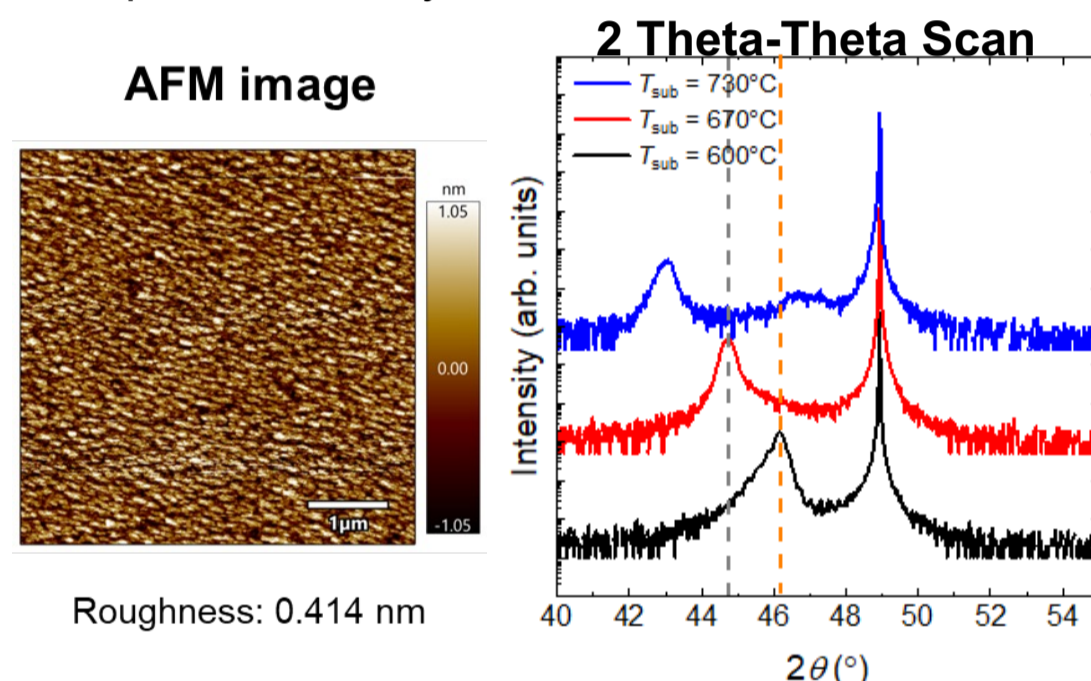 AFM image
nm
1.05
0.00
-1.05
1µm
Roughness: 0.414 nm
2 Theta-Theta Scan
Tsub = 730°C
Tsub = 670°C
Tsub = 600°C
Intensity (arb. units)
40 42 44 46 48 50 52 54
2θ (°)